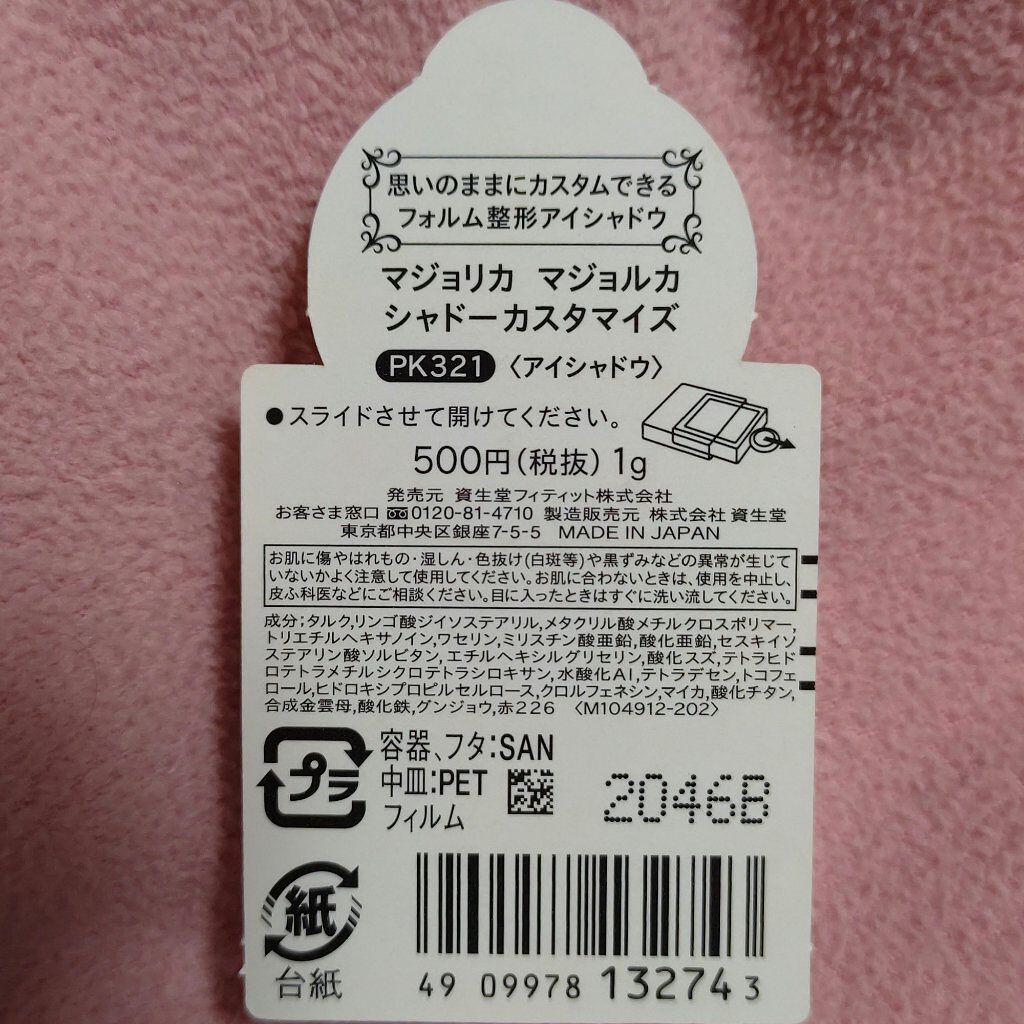 思いのままにカスタムできる
フォルム整形アイシャドウ
マジョリカ マジョルカ
シャドーカスタマイズ
PK321 〈アイシャドウ〉
●スライドさせて開けてください。
500円(税抜) 1g
発売元 資生堂フィティット株式会社
お客さま窓口 0120-81-4710 製造販売元 株式会社 資生堂
東京都中央区銀座7-5-5 MADE IN JAPAN
お肌に傷やはれもの・湿しん・色抜け(白斑等)や黒ずみなどの異常が生じて
いないかよく注意して使用してください。お肌に合わないときは、使用を中止し、
皮ふ科医などにご相談ください。目に入ったときはすぐに洗い流してください。
成分:タルク,リンゴ酸ジイソステアリル,メタクリル酸メチルクロスポリマー,
トリエチルヘキサノイン,ワセリン,ミリスチン酸亜鉛,酸化亜鉛,セスキイソ
ステアリン酸ソルビタン,エチルヘキシルグリセリン,酸化スズ,テトラヒド
ロテトラメチルシクロテトラシロキサン,水酸化Al,テトラデセン,トコフェ
ロール,ヒドロキシプロピルセルロース,クロルフェネシン,マイカ,酸化チタン,
合成金雲母,酸化鉄,グンジョウ,赤226 〈M104912-202〉
プラ
容器、フタ:SAN
中皿:PET
フィルム
2046B
紙
台紙
49 09978 132743